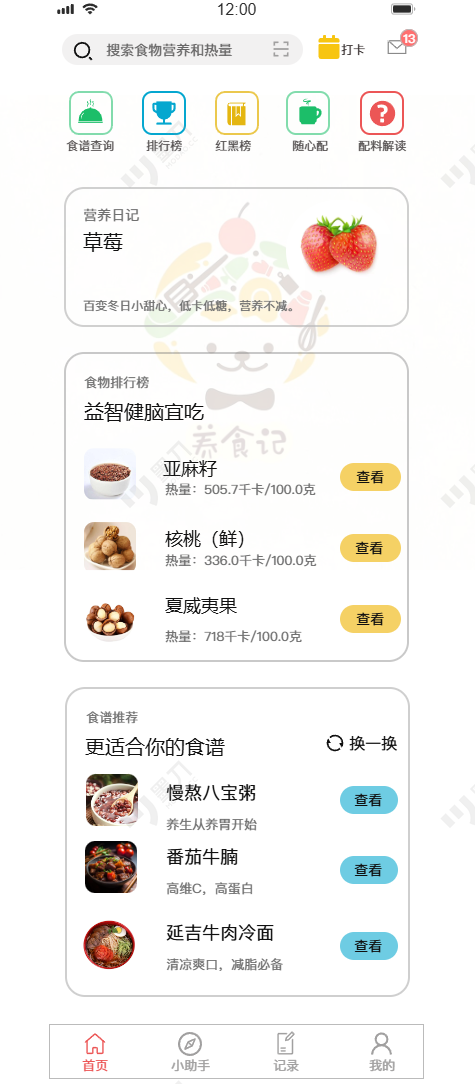 12:00
搜索食物营养和热量
打卡
13
食谱查询 排行榜 红黑榜 随心配 配料解读
营养日记
草莓
百变冬日小甜心，低卡低糖，营养不减。
食物排行榜
益智健脑宜吃
养食记
亚麻籽
热量：505.7千卡/100.0克
查看
核桃（鲜）
热量：336.0千卡/100.0克
查看
夏威夷果
热量：718千卡/100.0克
查看
食谱推荐
更适合你的食谱
换一换
慢熬八宝粥
养生从养胃开始
查看
番茄牛腩
高维C，高蛋白
查看
延吉牛肉冷面
清凉爽口，减脂必备
查看
首页 小助手 记录 我的